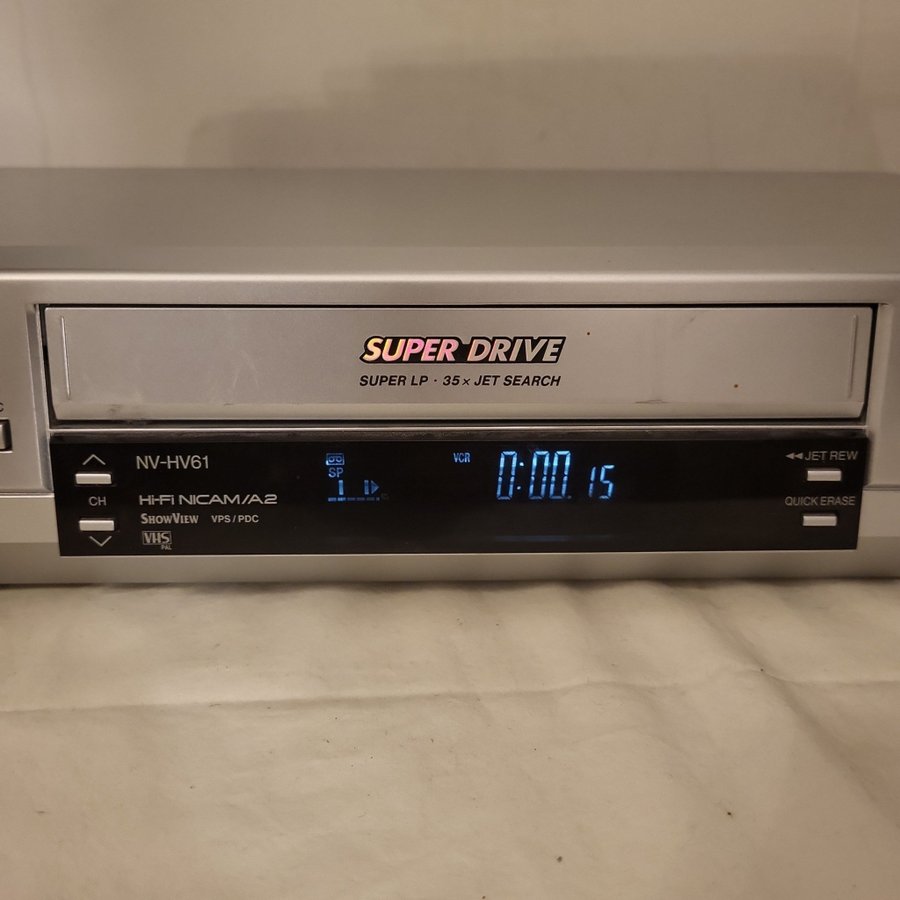 SUPER DRIVE
SUPER LP · 35× JET SEARCH
NV-HV61
CH
Hi-Fi NICAM/A2
SHOWVIEW VPS/PDC
VHS
PAL
SP
VCR
0:00.15
◀◀JET REW
QUICK ERASE